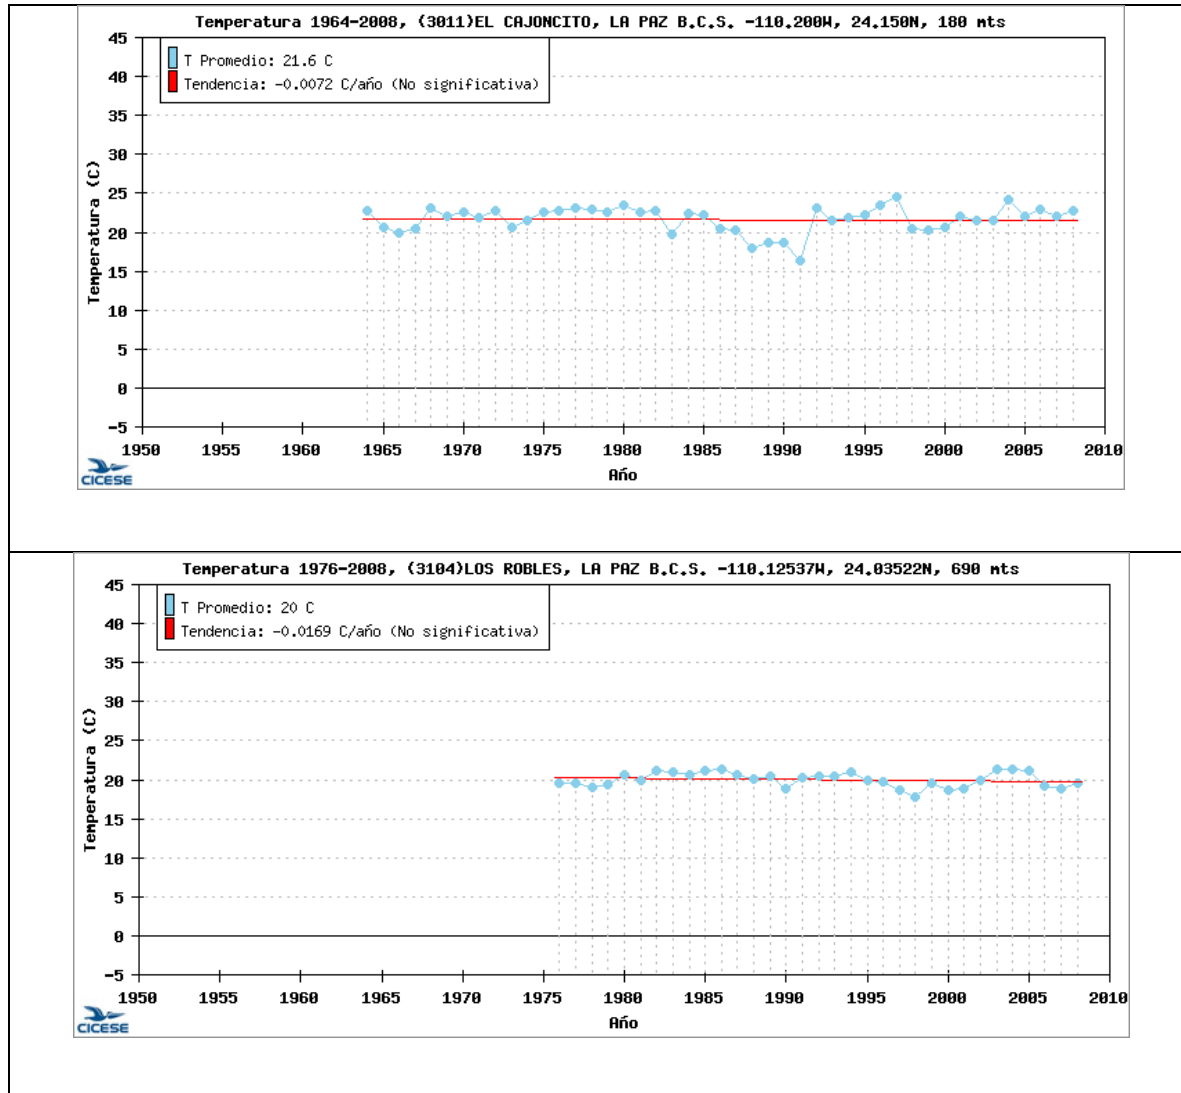 Temperatura 1964-2008, (3011)EL CAJONCITO, LA PAZ B.C.S. -110.200W, 24.150N, 180 mts
45
T Promedio: 21.6 C
40
Tendencia: -0.0072 C/año (No significativa)
35
30
25
20
15
10
5
0
-5
Temperatura (C)
1950 1955 1960 1965 1970 1975 1980 1985 1990 1995 2000 2005 2010
Año
CICESE
Temperatura 1976-2008, (3104)LOS ROBLES, LA PAZ B.C.S. -110.12537W, 24.03522N, 690 mts
45
T Promedio: 20 C
40
Tendencia: -0.0169 C/año (No significativa)
35
30
25
20
15
10
5
0
-5
Temperatura (C)
1950 1955 1960 1965 1970 1975 1980 1985 1990 1995 2000 2005 2010
Año
CICESE